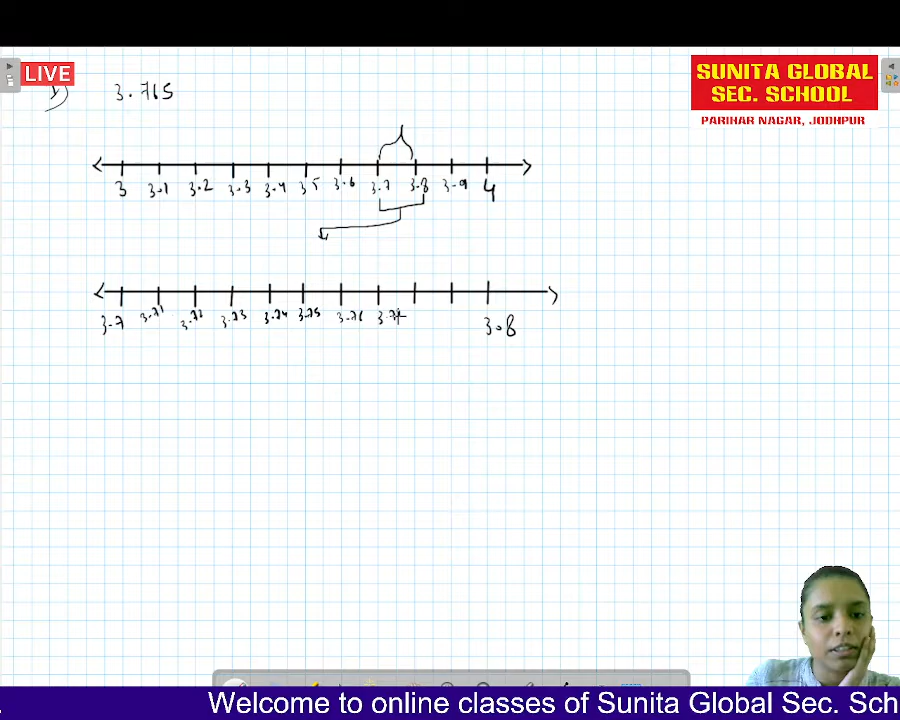 LIVE
SUNITA GLOBAL
SEC. SCHOOL
PARIHAR NAGAR, JODHPUR
1) 3.765
3 3.1 3.2 3.3 3.4 3.5 3.6 3.7 3.8 3.9 4
3.7 3.71 3.72 3.73 3.74 3.75 3.76 3.77 3.8
Welcome to online classes of Sunita Global Sec. Sch